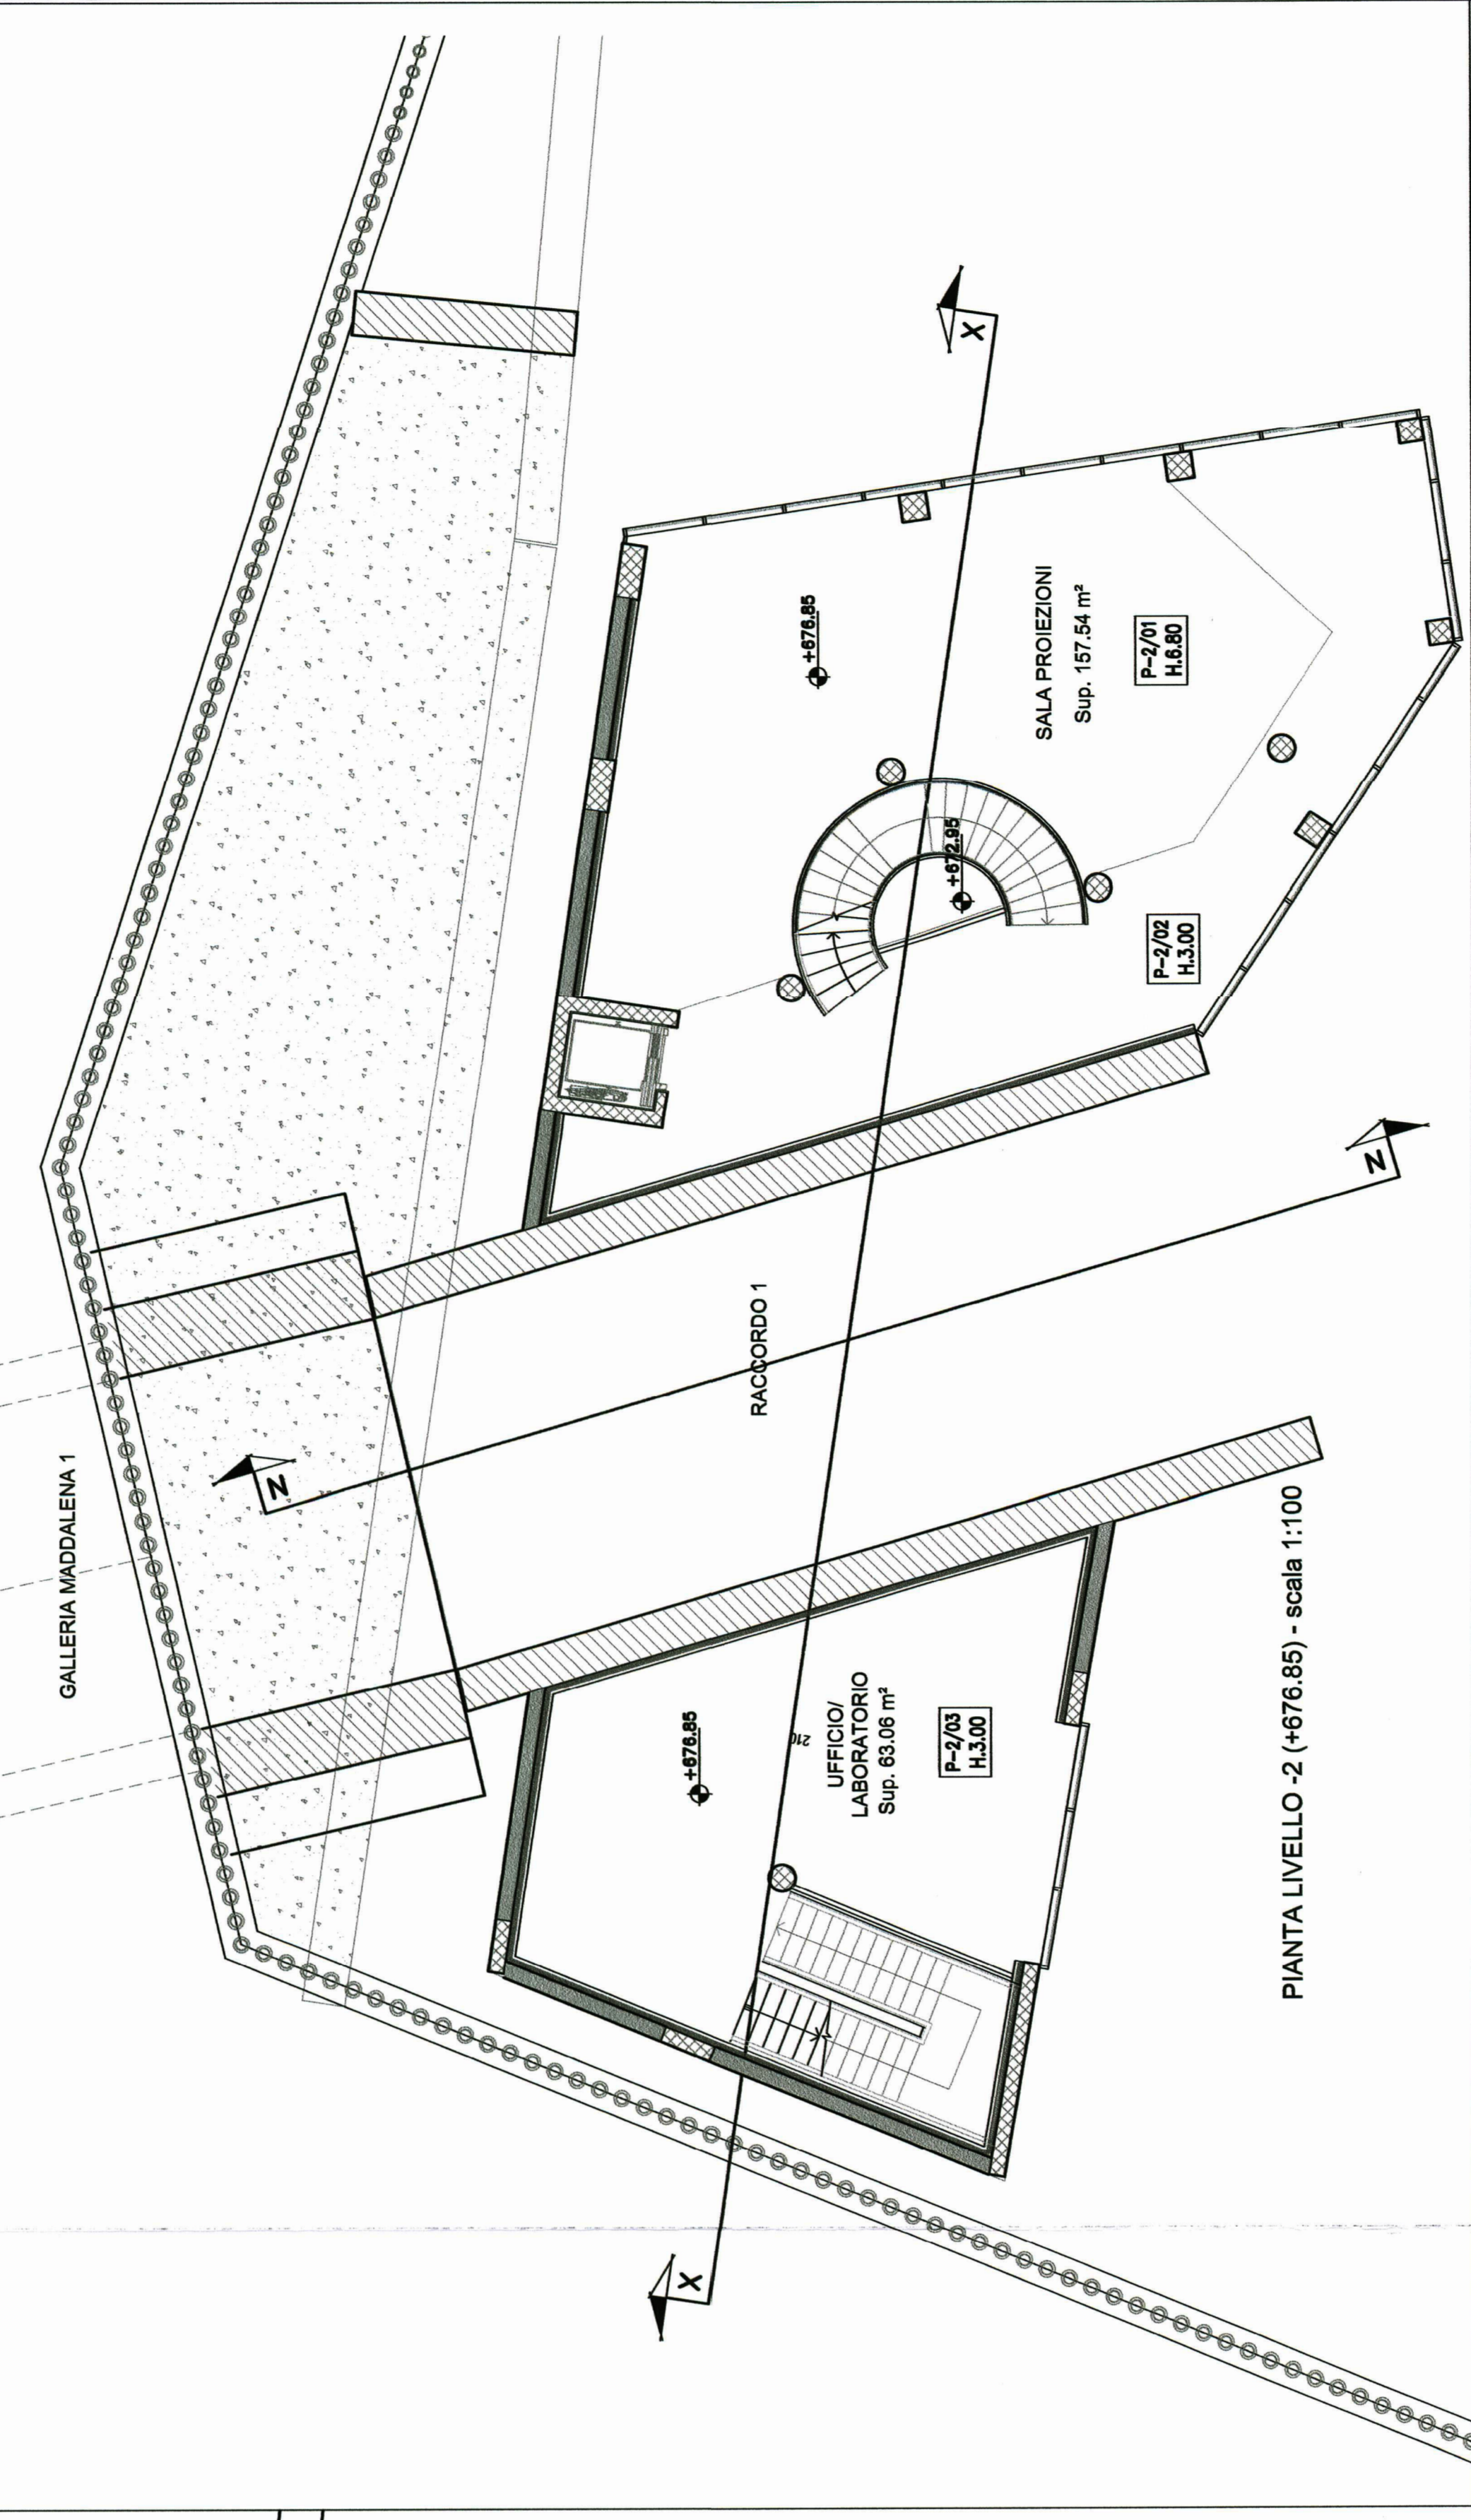 GALLERIA MADDALENA 1
N
N
RACCORDO 1
X
X
+676.85
+672.95
SALA PROIEZIONI
Sup. 157.54 m²
P-2/01
H.6.80
P-2/02
H.3.00
+676.85
210
UFFICIO/
LABORATORIO
Sup. 63.06 m²
P-2/03
H.3.00
PIANTA LIVELLO -2 (+676.85) - scala 1:100